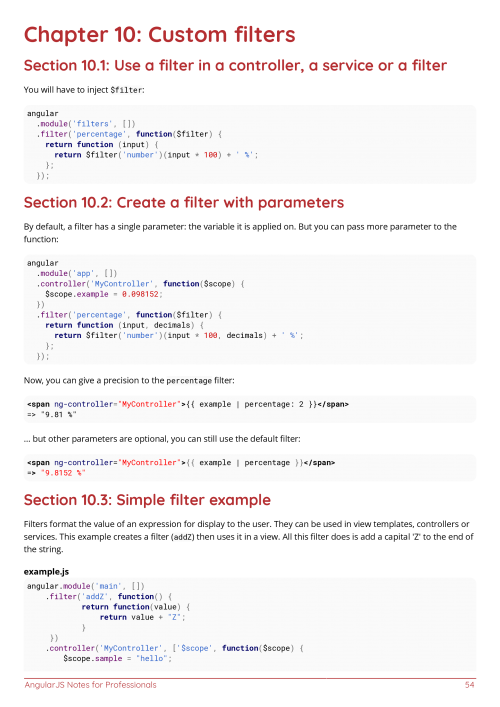 Chapter 10: Custom filters
Section 10.1: Use a filter in a controller, a service or a filter
You will have to inject $filter:
angular
  .module('filters', [])
  .filter('percentage', function($filter) {
    return function (input) {
      return $filter('number')(input * 100) + ' %';
    };
  });
Section 10.2: Create a filter with parameters
By default, a filter has a single parameter: the variable it is applied on. But you can pass more parameter to the
function:
angular
  .module('app', [])
  .controller('MyController', function($scope) {
    $scope.example = 0.098152;
  })
  .filter('percentage', function($filter) {
    return function (input, decimals) {
      return $filter('number')(input * 100, decimals) + ' %';
    };
  });
Now, you can give a precision to the percentage filter:
<span ng-controller="MyController">{{ example | percentage: 2 }}</span>
=> "9.81 %"
... but other parameters are optional, you can still use the default filter:
<span ng-controller="MyController">{{ example | percentage }}</span>
=> "9.8152 %"
Section 10.3: Simple filter example
Filters format the value of an expression for display to the user. They can be used in view templates, controllers or
services. This example creates a filter (addZ) then uses it in a view. All this filter does is add a capital 'Z' to the end of
the string.
example.js
angular.module('main', [])
    .filter('addZ', function() {
            return function(value) {
                return value + "Z";
            }
     })
    .controller('MyController', ['$scope', function($scope) {
        $scope.sample = "hello";
AngularJS Notes for Professionals
54